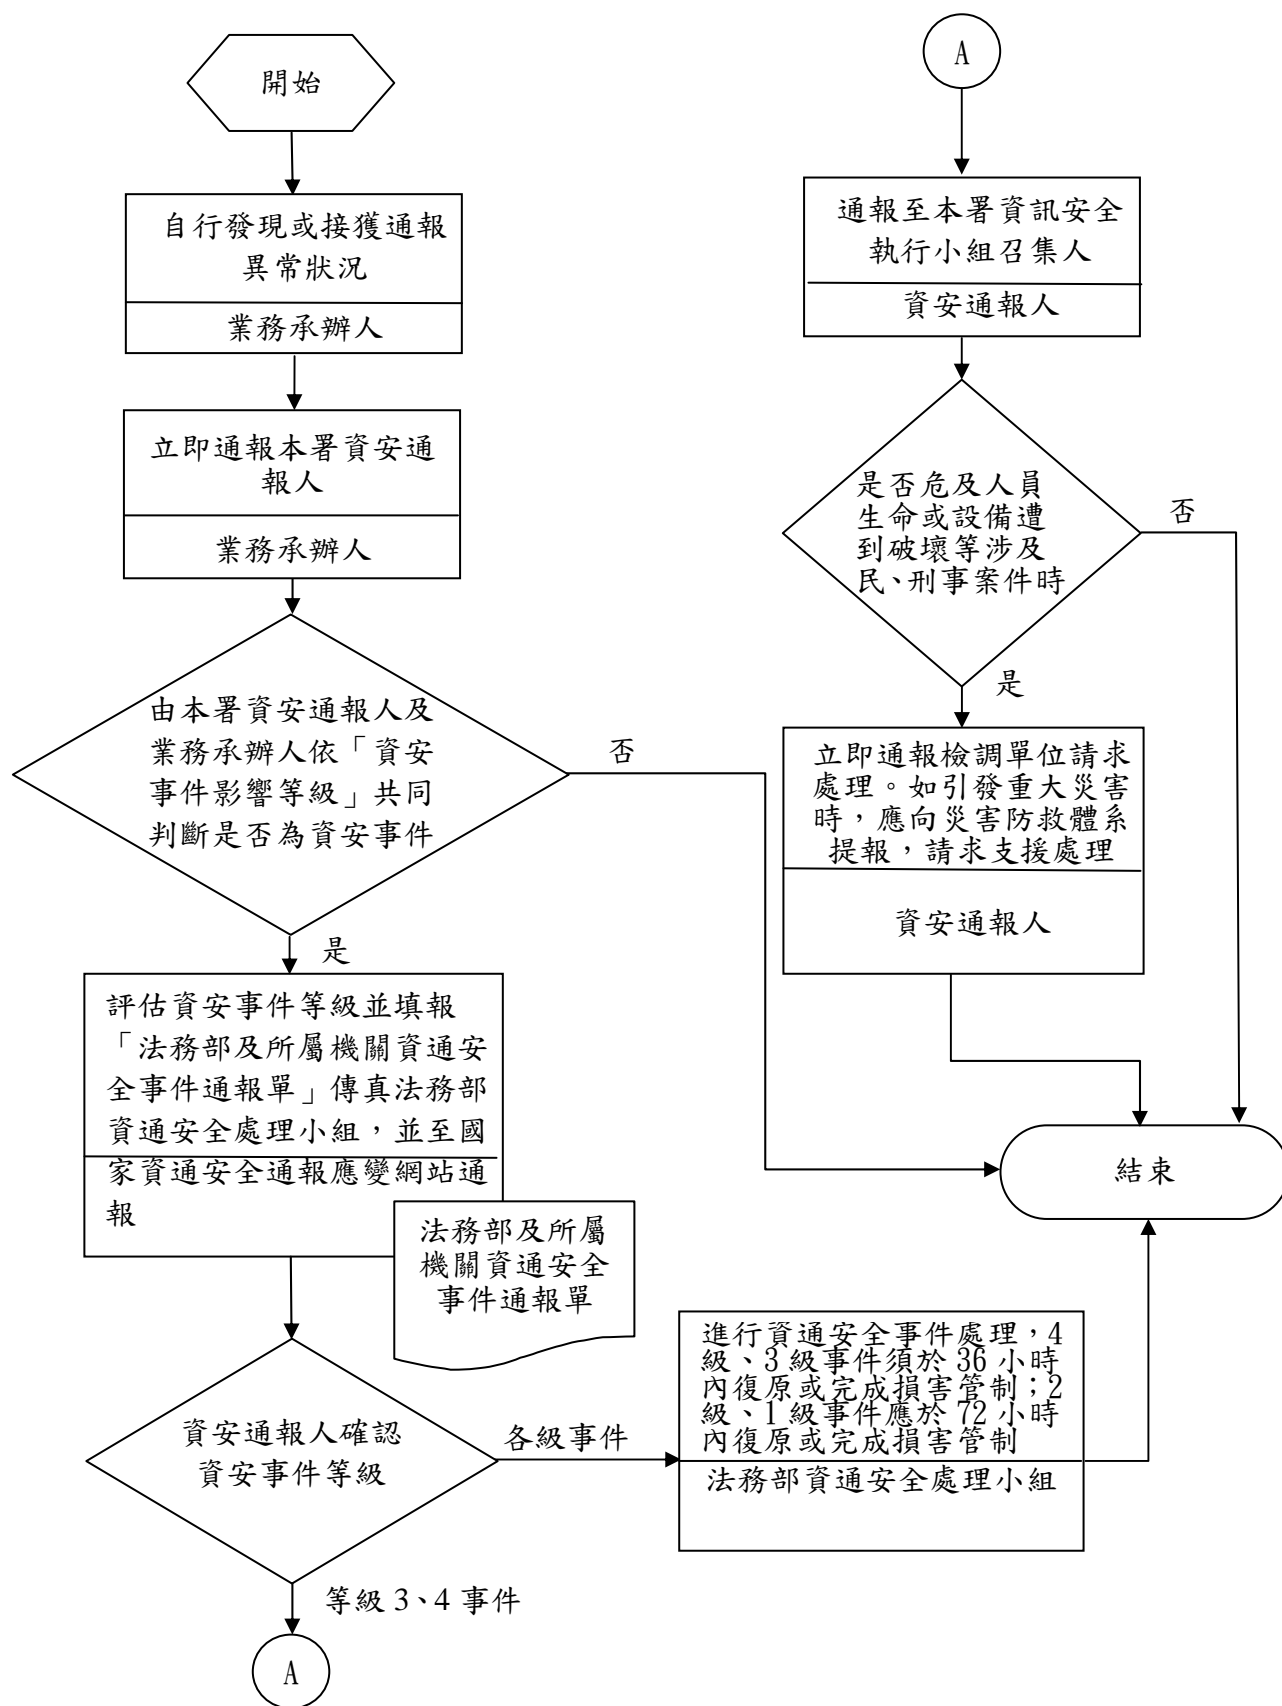 開始
自行發現或接獲通報
異常狀況
業務承辦人
立即通報本署資安通
報人
業務承辦人
由本署資安通報人及
業務承辦人依「資安
事件影響等級」共同
判斷是否為資安事件
否
是
評估資安事件等級並填報
「法務部及所屬機關資通安
全事件通報單」傳真法務部
資通安全處理小組，並至國
家資通安全通報應變網站通
報
法務部及所屬
機關資通安全
事件通報單
資安通報人確認
資安事件等級
各級事件
進行資通安全事件處理，4
級、3 級事件須於 36 小時
內復原或完成損害管制；2
級、1 級事件應於 72 小時
內復原或完成損害管制
法務部資通安全處理小組
等級 3、4 事件
A
A
通報至本署資訊安全
執行小組召集人
資安通報人
是否危及人員
生命或設備遭
到破壞等涉及
民、刑事案件時
否
是
立即通報檢調單位請求
處理。如引發重大災害
時，應向災害防救體系
提報，請求支援處理
資安通報人
結束